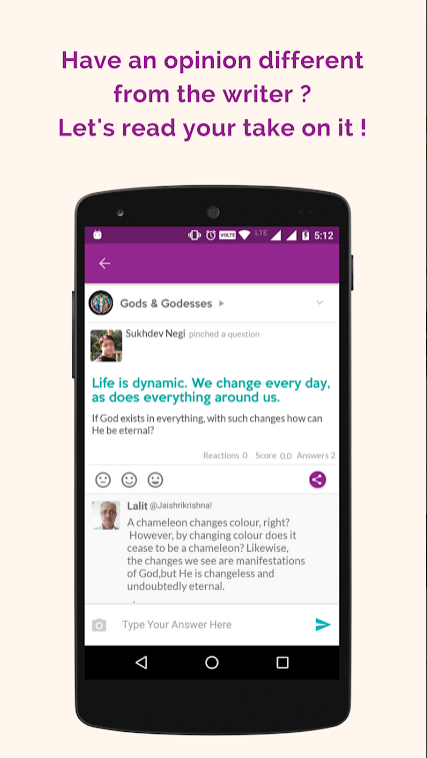 Have an opinion different
from the writer ?
Let's read your take on it !
VOLTE LTE 5:12
Gods & Godesses
Sukhdev Negi pinched a question
Life is dynamic. We change every day,
as does everything around us.
If God exists in everything, with such changes how can
He be eternal?
Reactions 0 Score 0.0 Answers 2
Lalit @Jaishrikrishna!
A chameleon changes colour, right?
However, by changing colour does it
cease to be a chameleon? Likewise,
the changes we see are manifestations
of God,but He is changeless and
undoubtedly eternal.
Type Your Answer Here